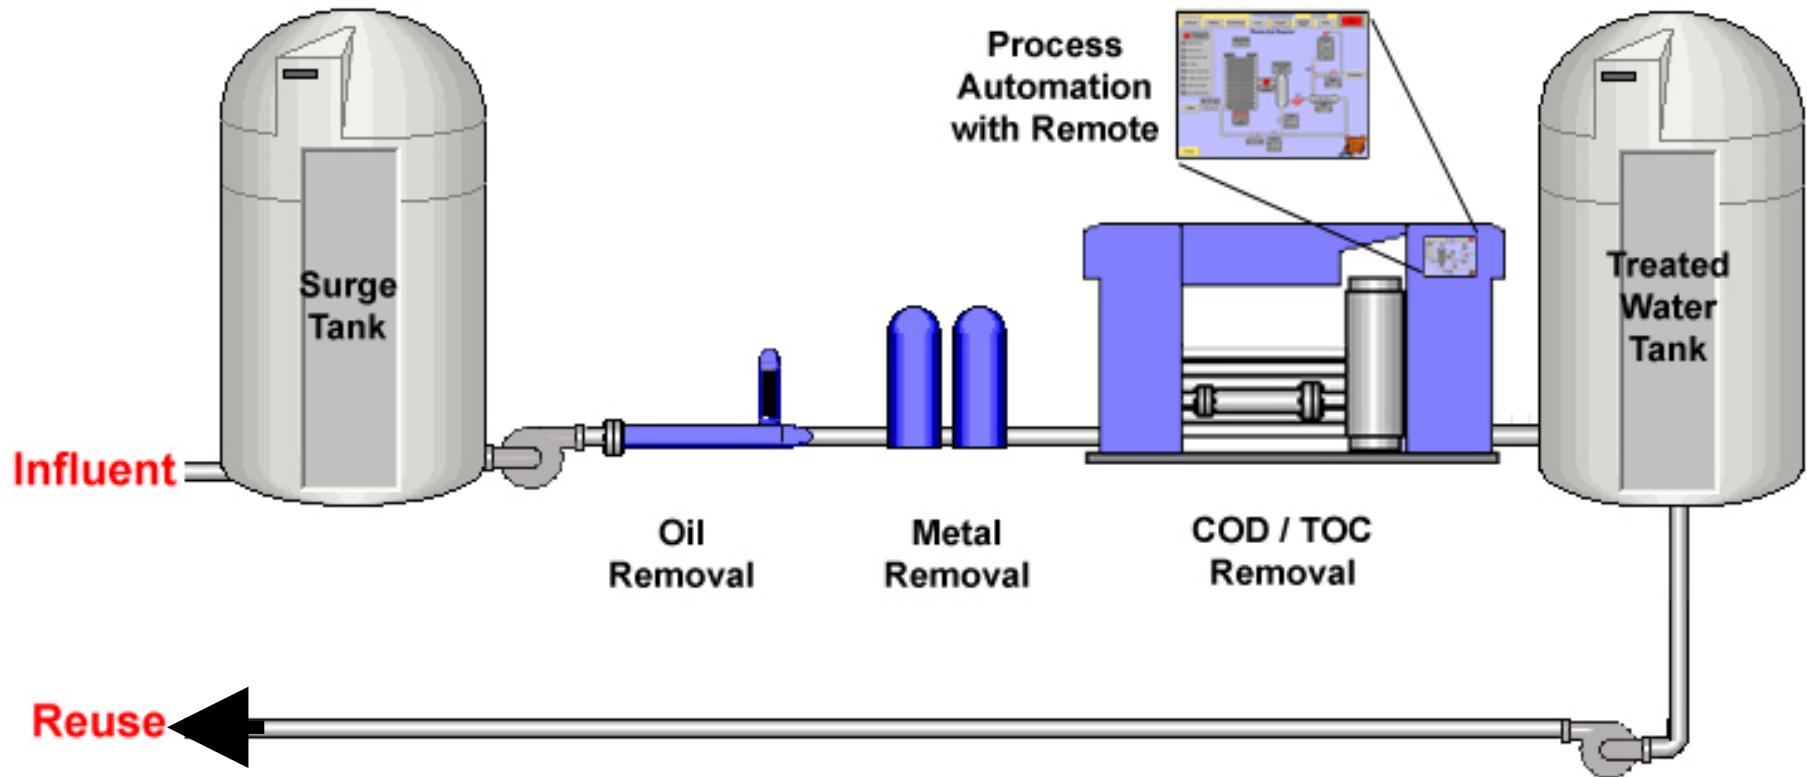 Process
Automation
with Remote
Surge
Tank
Treated
Water
Tank
Influent
Oil
Removal
Metal
Removal
COD / TOC
Removal
Reuse